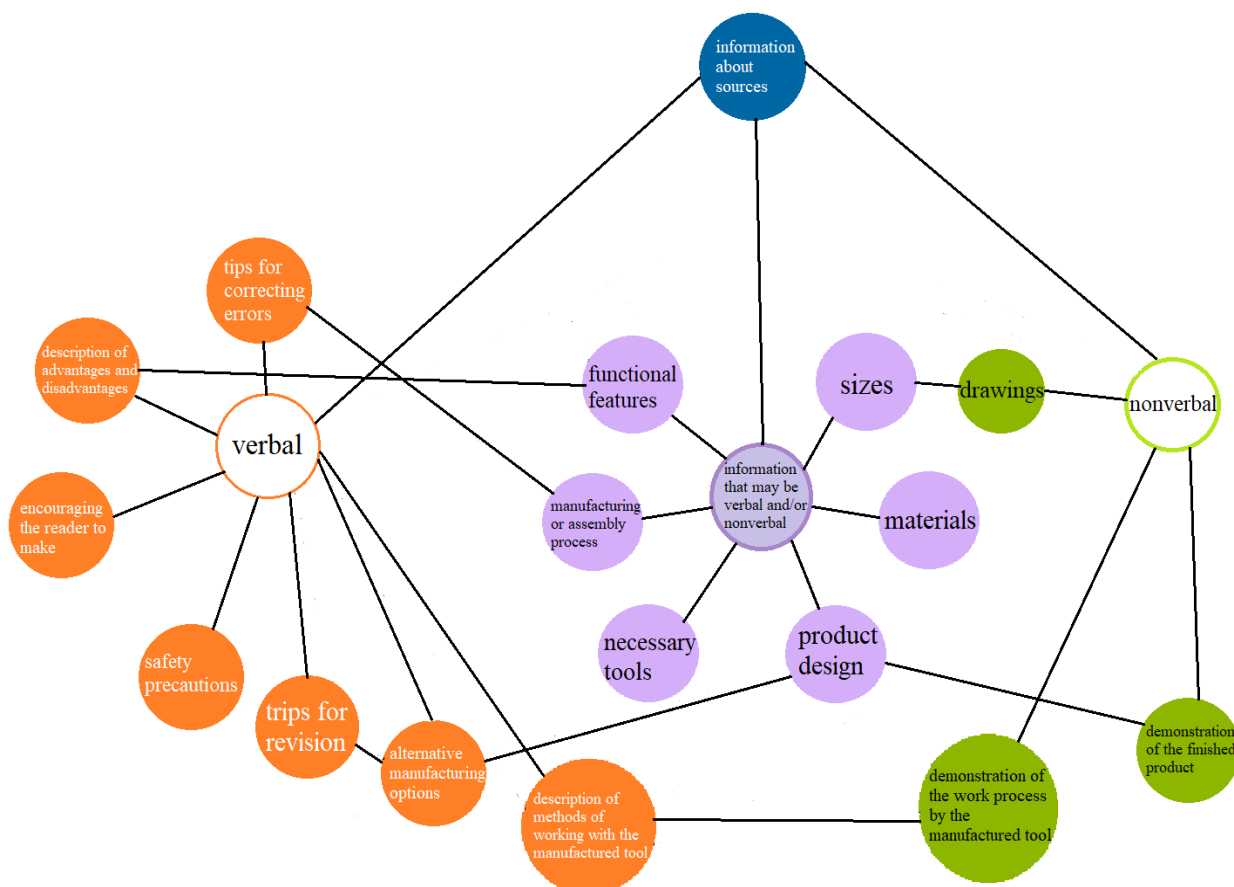 information
about
sources
tips for
correcting
errors
description of
advantages and
disadvantages
functional
features
sizes
drawings
nonverbal
verbal
information
that may be
verbal and/or
nonverbal
encouraging
the reader to
make
manufacturing
or assembly
process
materials
safety
precautions
necessary
tools
product
design
trips for
revision
alternative
manufacturing
options
description of
methods of
working with the
manufactured tool
demonstration of
the work process
by the
manufactured tool
demonstration
of the finished
product